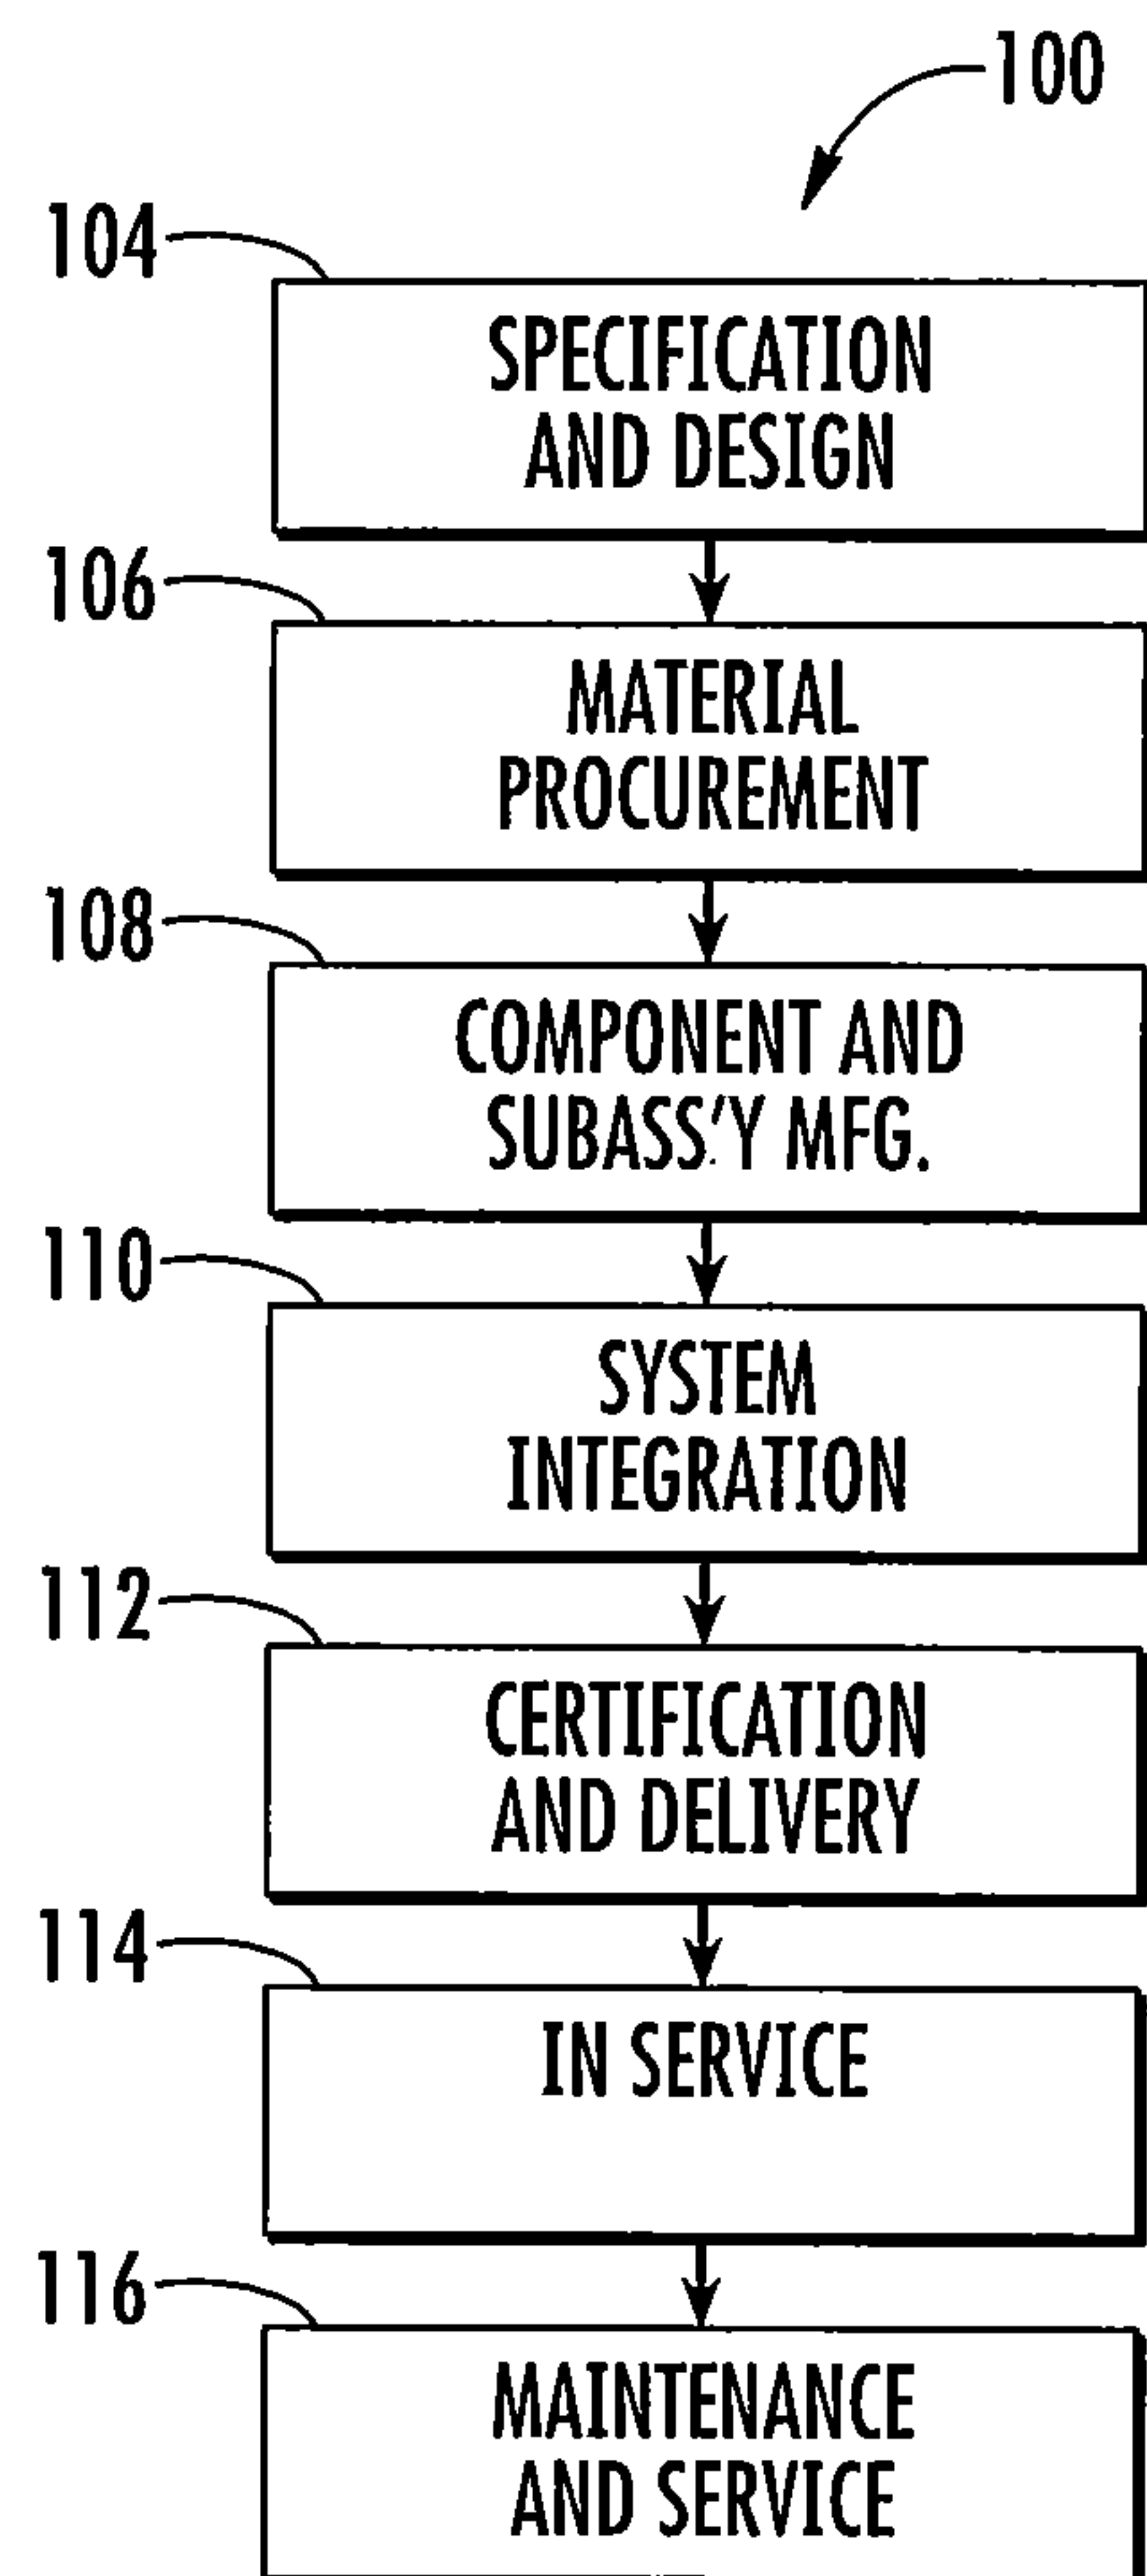 100
104
SPECIFICATION
AND DESIGN
106
MATERIAL
PROCUREMENT
108
COMPONENT AND
SUBASS'Y MFG.
110
SYSTEM
INTEGRATION
112
CERTIFICATION
AND DELIVERY
114
IN SERVICE
116
MAINTENANCE
AND SERVICE